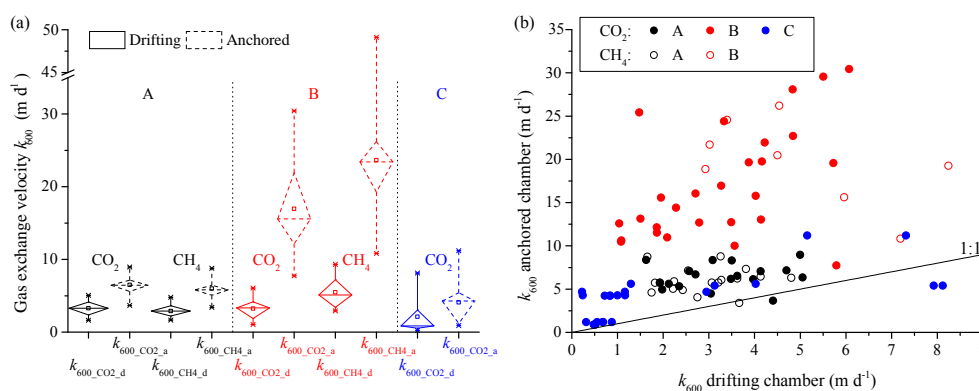 (a)
Gas exchange velocity k600 (m d-1)
50
45
30
20
10
0
Drifting Anchored
A B C
CO2 CH4 CO2 CH4 CO2
k600_CO2_a k600_CH4_a k600_CO2_a k600_CH4_a k600_CO2_a
k600_CO2_d k600_CH4_d k600_CO2_d k600_CH4_d k600_CO2_d
(b)
k600 anchored chamber (m d-1)
35
30
25
20
15
10
5
0
CO2: A B C
CH4: A B
1:1
0 1 2 3 4 5 6 7 8
k600 drifting chamber (m d-1)